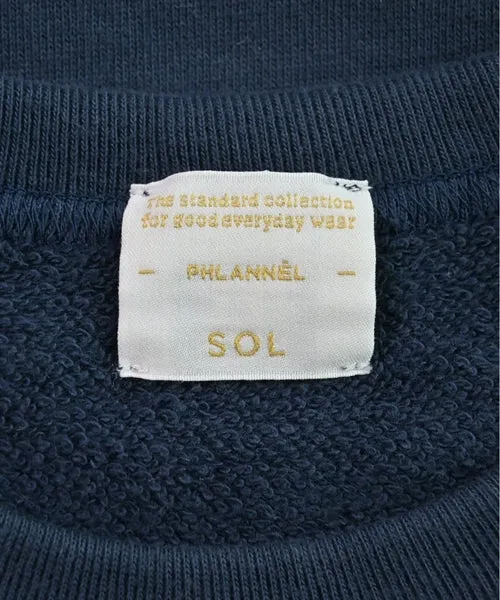 The standard collection
for good everyday wear
- PHLANNÈL -
SOL